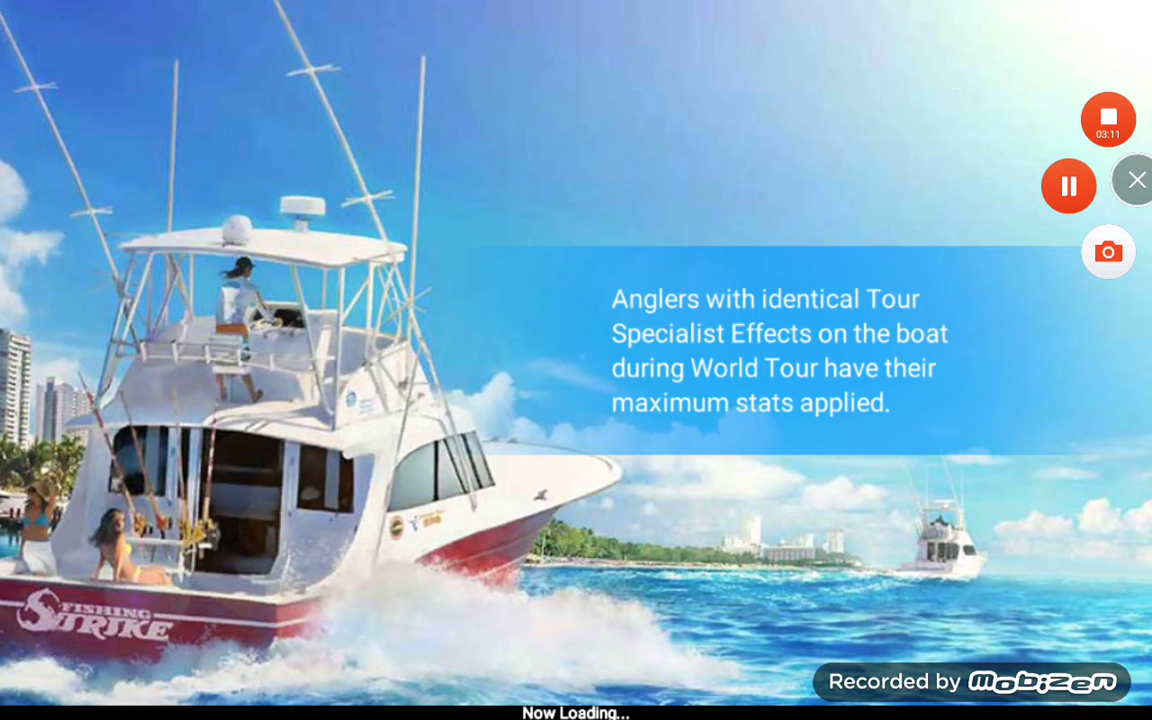 03:11
Anglers with identical Tour
Specialist Effects on the boat
during World Tour have their
maximum stats applied.
FISHING
STRIKE
Recorded by mobizen
Now Loading...